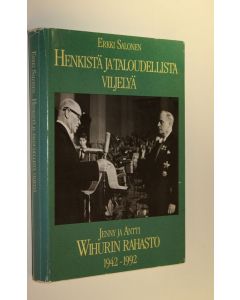 Erkki Salonen
Henkistä ja taloudellista
viljelyä
Jenny ja Antti
Wihurin rahasto
1942-1992